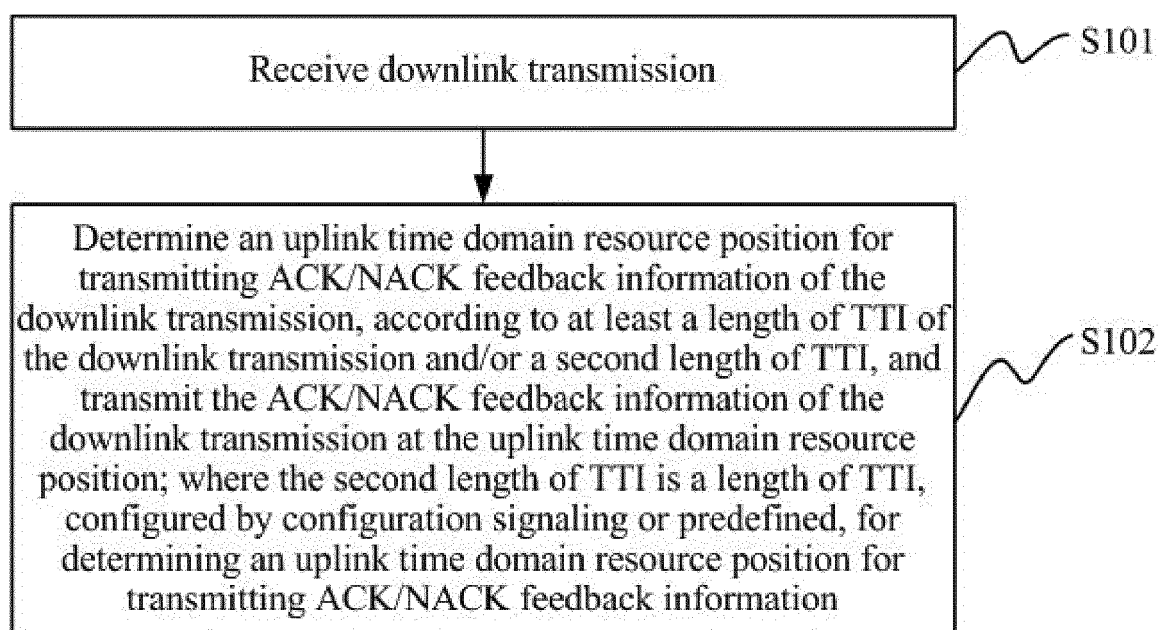 Receive downlink transmission
S101
Determine an uplink time domain resource position for
transmitting ACK/NACK feedback information of the
downlink transmission, according to at least a length of TTI of
the downlink transmission and/or a second length of TTI, and
transmit the ACK/NACK feedback information of the
downlink transmission at the uplink time domain resource
position; where the second length of TTI is a length of TTI,
configured by configuration signaling or predefined, for
determining an uplink time domain resource position for
transmitting ACK/NACK feedback information
S102